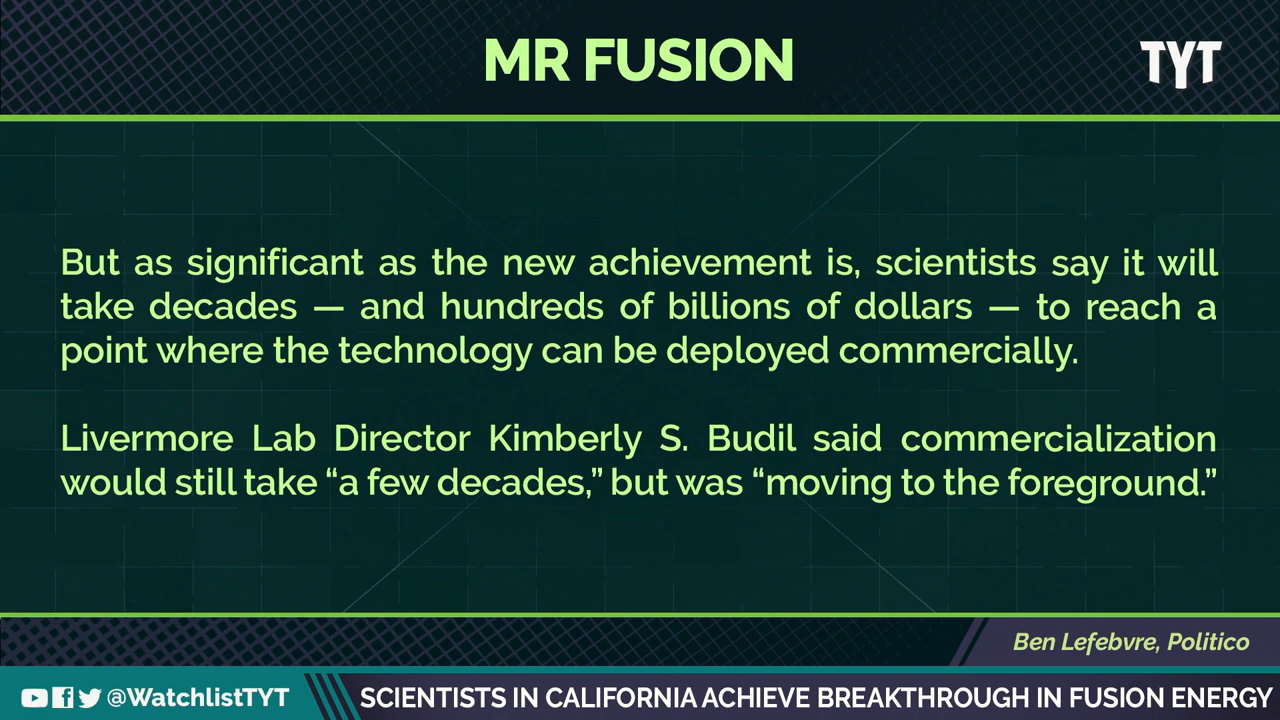 MR FUSION
TYT
But as significant as the new achievement is, scientists say it will
take decades — and hundreds of billions of dollars — to reach a
point where the technology can be deployed commercially.
Livermore Lab Director Kimberly S. Budil said commercialization
would still take “a few decades,” but was “moving to the foreground.”
Ben Lefebvre, Politico
@WatchlistTYT
SCIENTISTS IN CALIFORNIA ACHIEVE BREAKTHROUGH IN FUSION ENERGY